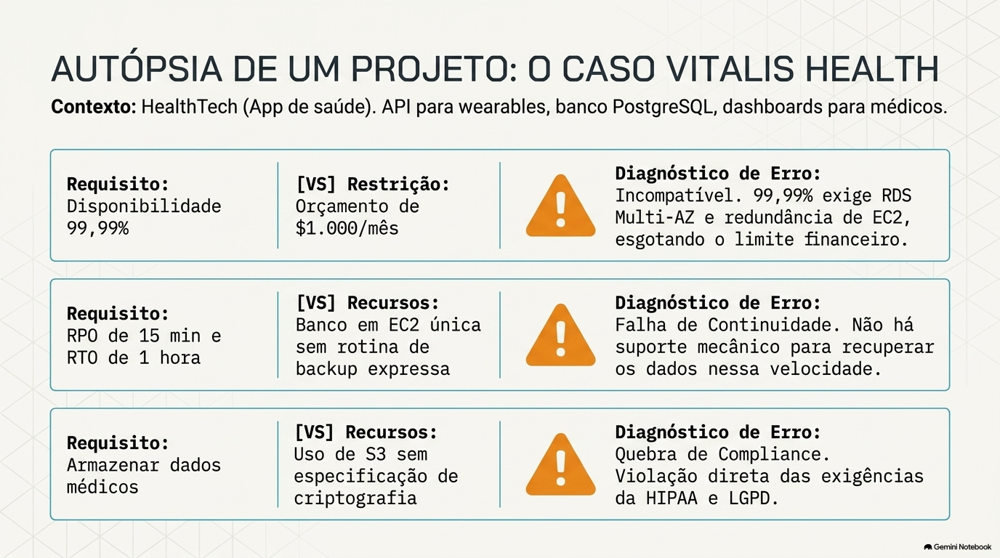 AUTÓPSIA DE UM PROJETO: O CASO VITALIS HEALTH
Contexto: HealthTech (App de saúde). API para wearables, banco PostgreSQL, dashboards para médicos.
Requisito:
Disponibilidade
99,99%
[VS] Restrição:
Orçamento de
$1.000/mês
Diagnóstico de Erro:
Incompatível. 99,99% exige RDS
Multi-AZ e redundância de EC2,
esgotando o limite financeiro.
Requisito:
RPO de 15 min e
RTO de 1 hora
[VS] Recursos:
Banco em EC2 única
sem rotina de
backup expressa
Diagnóstico de Erro:
Falha de Continuidade. Não há
suporte mecânico para recuperar
os dados nessa velocidade.
Requisito:
Armazenar dados
médicos
[VS] Recursos:
Uso de S3 sem
especificação de
criptografia
Diagnóstico de Erro:
Quebra de Compliance.
Violação direta das exigências
da HIPAA e LGPD.
Gemini Notebook